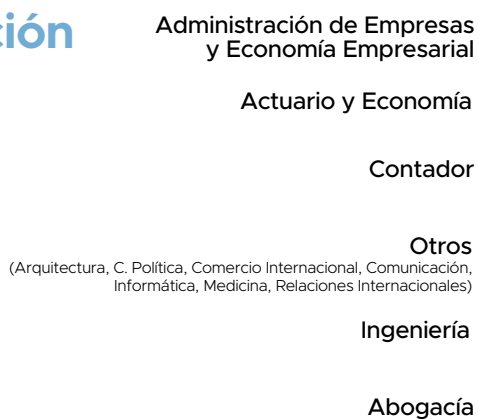 ción
Administración de Empresas
y Economía Empresarial
Actuario y Economía
Contador
Otros
(Arquitectura, C. Política, Comercio Internacional, Comunicación,
Informática, Medicina, Relaciones Internacionales)
Ingeniería
Abogacía